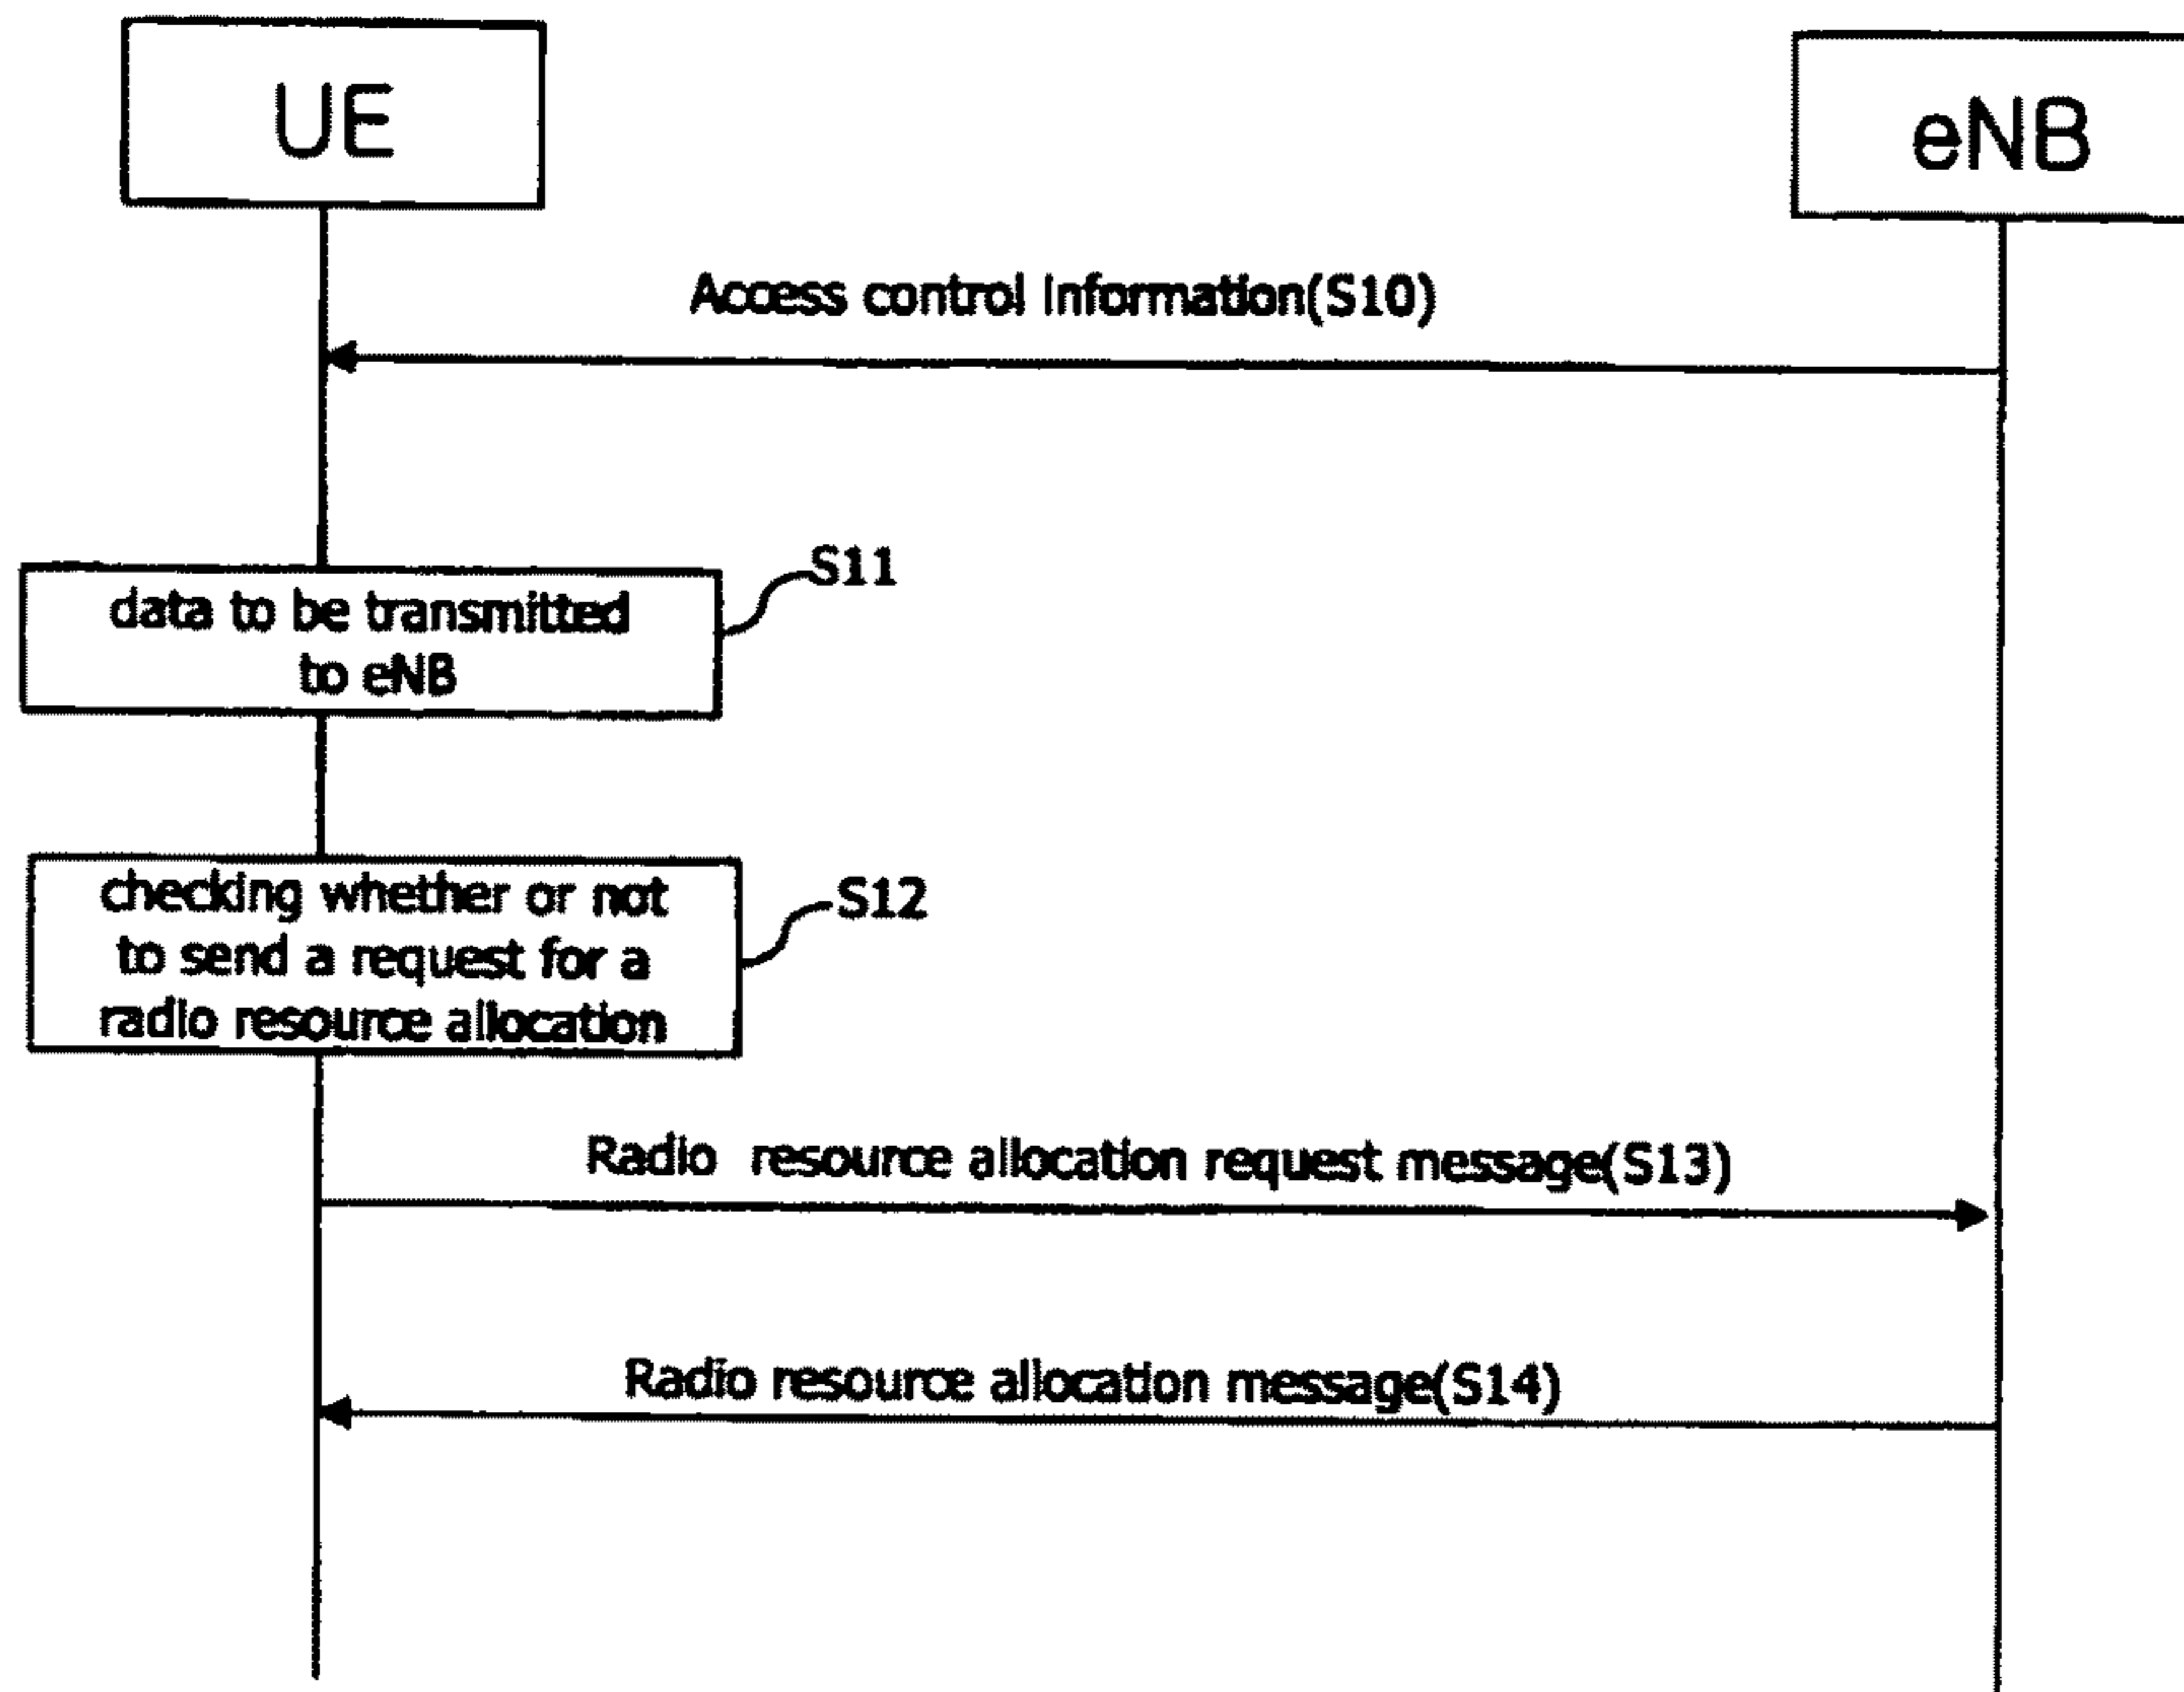 UE
eNB
Access control Information(S10)
S11
data to be transmitted
to eNB
S12
checking whether or not
to send a request for a
radio resource allocation
Radio resource allocation request message(S13)
Radio resource allocation message(S14)